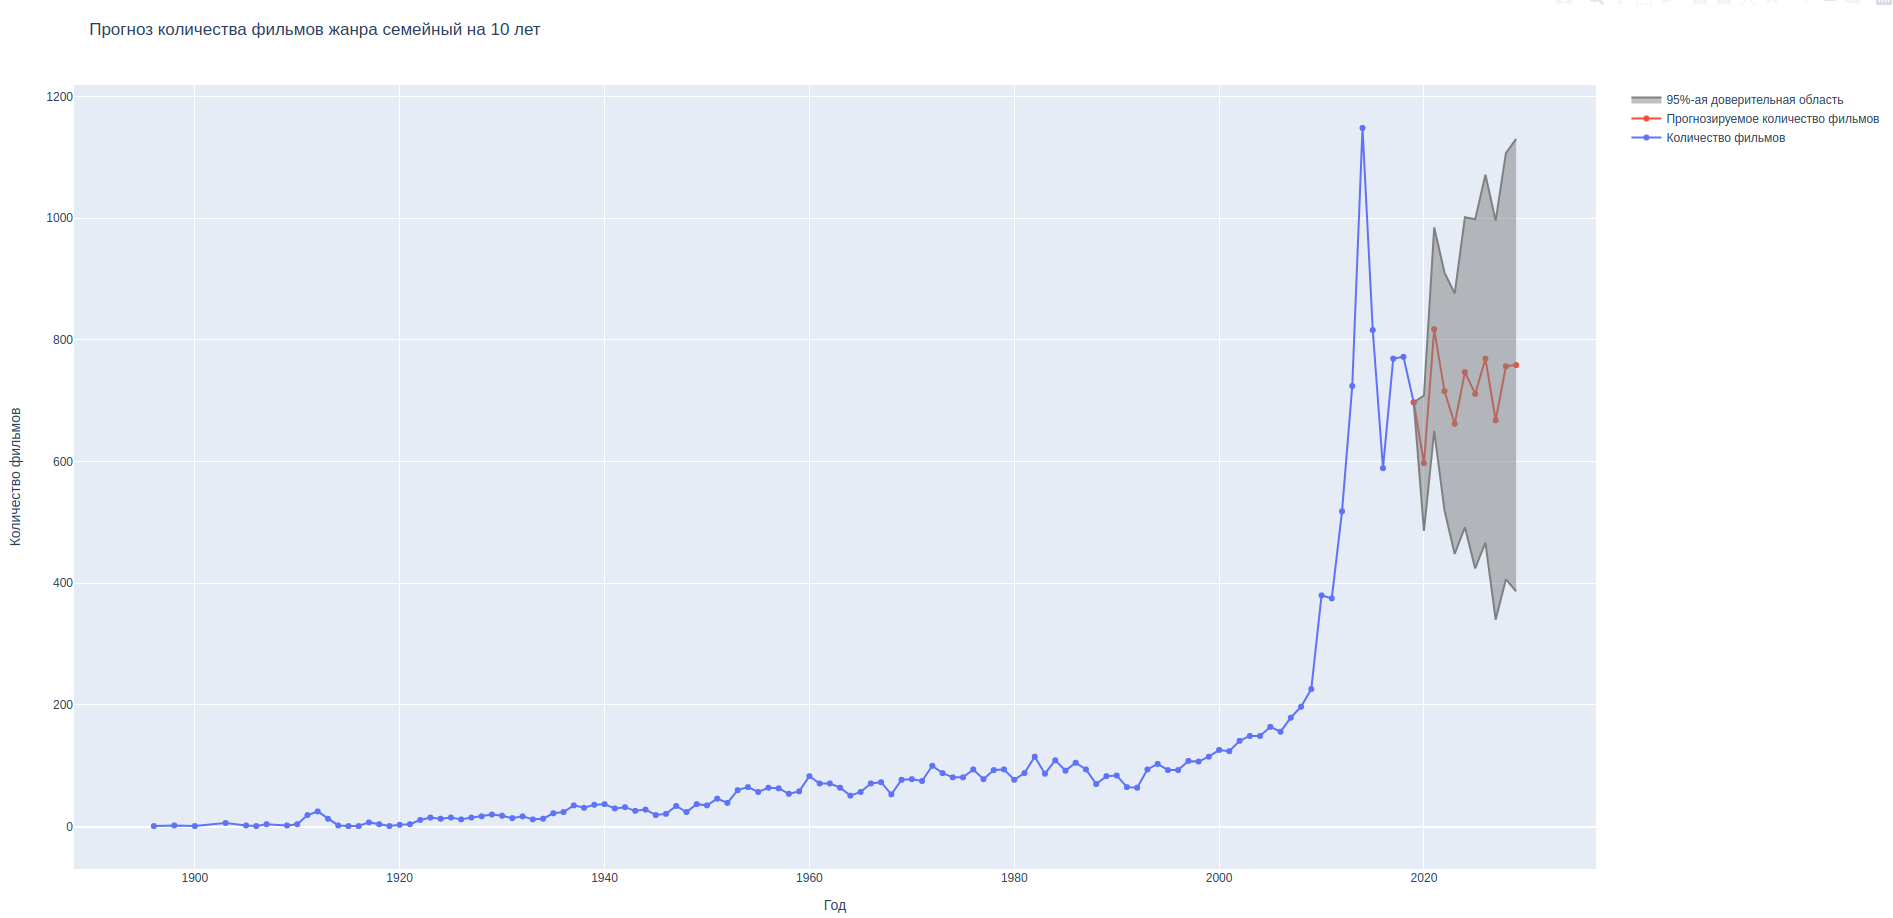 Прогноз количества фильмов жанра семейный на 10 лет
95%-ая доверительная область
Прогнозируемое количество фильмов
Количество фильмов
1200
1000
800
600
400
200
0
Количество фильмов
1900
1920
1940
1960
1980
2000
2020
Год